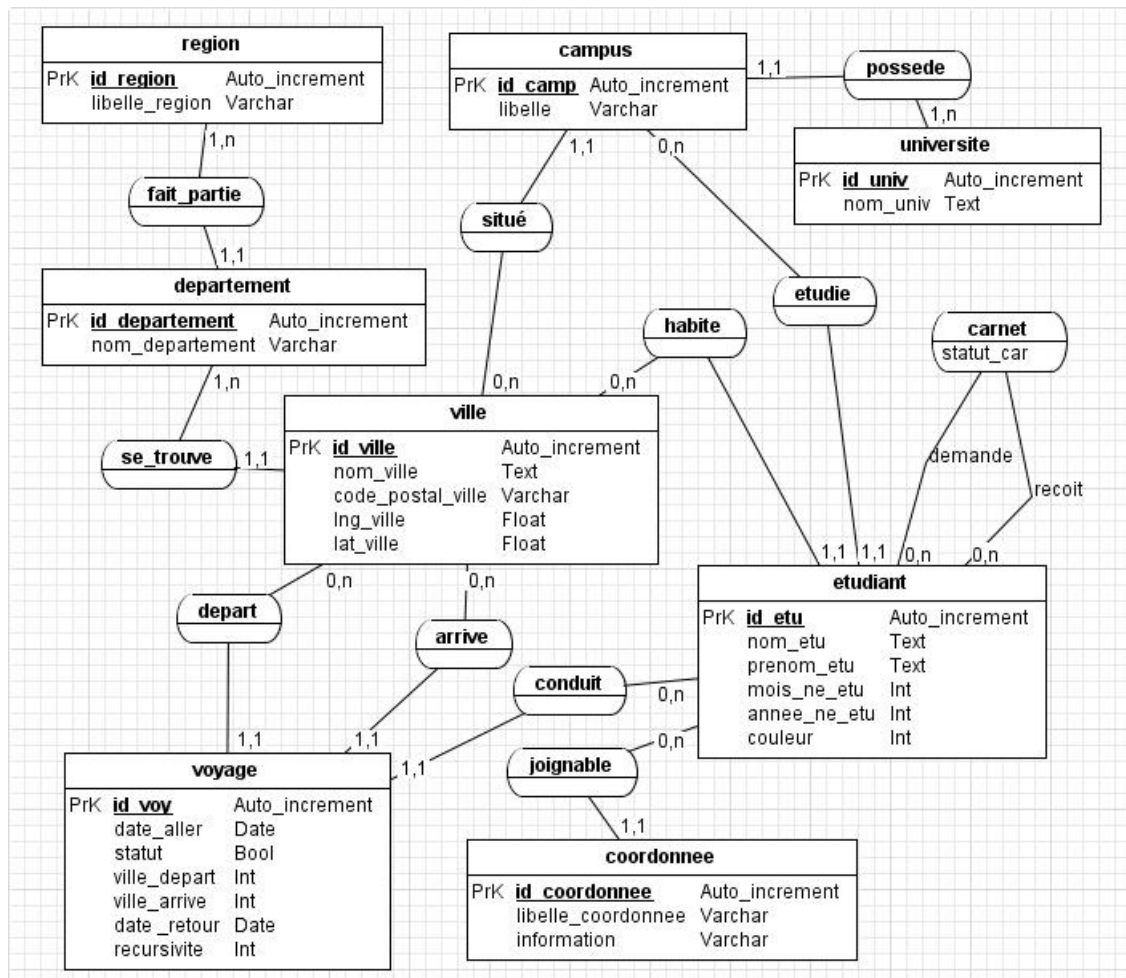 region
PrK id_region Auto_increment
libelle_region Varchar
1,n
fait_partie
1,1
departement
PrK id_departement Auto_increment
nom_departement Varchar
1,n
se_trouve
1,1
campus
PrK id_camp Auto_increment
libelle Varchar
1,1
possede
1,n
universite
PrK id_univ Auto_increment
nom_univ Text
1,1
0,n
situé
0,n
etudie
1,1
habite
0,n
1,1
carnet
statut_car
demande
recoit
0,n
0,n
ville
PrK id_ville Auto_increment
nom_ville Text
code_postal_ville Varchar
lng_ville Float
lat_ville Float
0,n
0,n
depart
arrive
1,1
1,1
conduit
0,n
1,1
etudiant
PrK id_etu Auto_increment
nom_etu Text
prenom_etu Text
mois_ne_etu Int
annee_ne_etu Int
couleur Int
0,n
joignable
1,1
voyage
PrK id_voy Auto_increment
date_aller Date
statut Bool
ville_depart Int
ville_arrive Int
date _retour Date
recursivite Int
coordonnee
PrK id_coordonnee Auto_increment
libelle_coordonnee Varchar
information Varchar